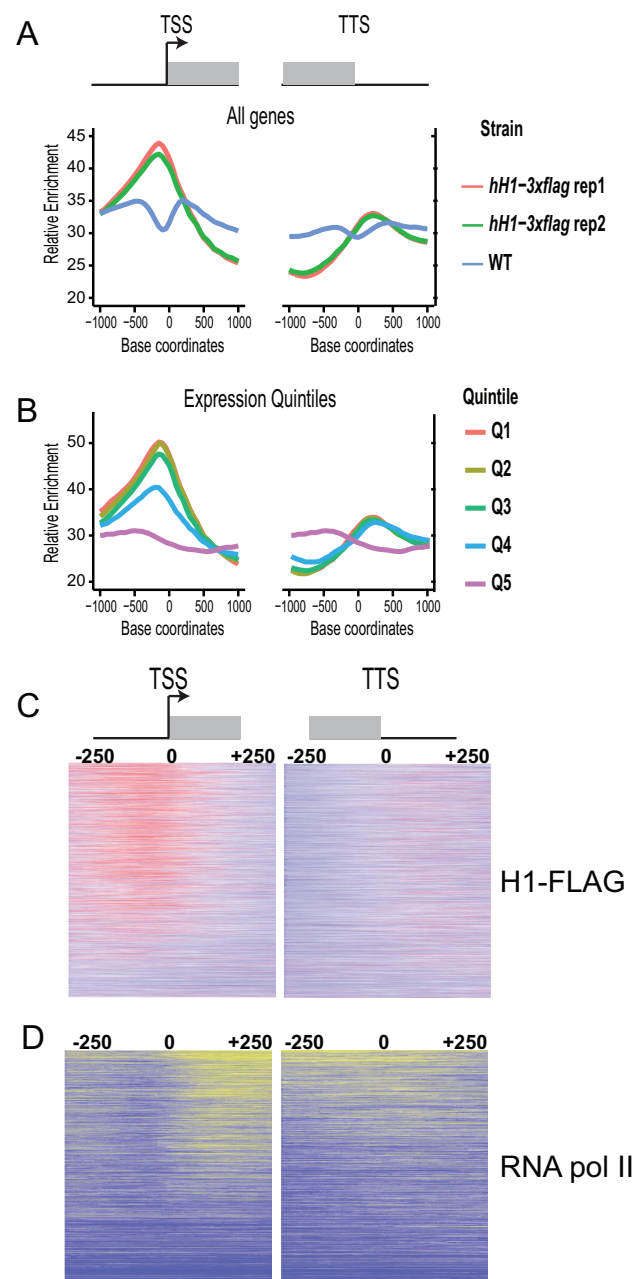 A
TSS
TTS
All genes
Strain
45
40
35
30
25
20
Relative Enrichment
hH1−3xflag rep1
hH1−3xflag rep2
WT
−1000 −500 0 500 1000
−1000 −500 0 500 1000
Base coordinates
Base coordinates
B
Expression Quintiles
Quintile
50
40
30
20
Relative Enrichment
Q1
Q2
Q3
Q4
Q5
−1000 −500 0 500 1000
−1000 −500 0 500 1000
Base coordinates
Base coordinates
C
TSS
TTS
-250 0 +250
-250 0 +250
H1-FLAG
D
-250 0 +250
-250 0 +250
RNA pol II